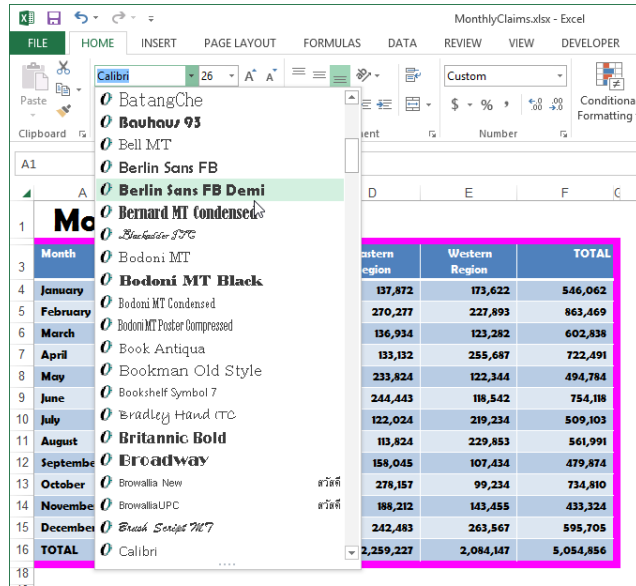 MonthlyClaims.xlsx - Excel
FILE HOME INSERT PAGE LAYOUT FORMULAS DATA REVIEW VIEW DEVELOPER
Calibri 26 A A Custom
Paste $ % , .0 .00 Conditional
Formatting
Clipboard Number
A1
A D E F G
BatangChe
Bauhaus 93
Bell MT
Berlin Sans FB
Berlin Sans FB Demi
Bernard MT Condensed
Blackadder ITC
Bodoni MT
Bodoni MT Black
Bodoni MT Condensed
Bodoni MT Poster Compressed
Book Antiqua
Bookman Old Style
Bookshelf Symbol 7
Bradley Hand ITC
Britannic Bold
Broadway
Browallia New สวัสดี
BrowalliaUPC สวัสดี
Brush Script MT
Calibri
1 Mo
3 Month Western Region TOTAL
4 January 137,872 173,622 546,062
5 February 270,277 227,893 863,469
6 March 136,934 123,282 602,838
7 April 133,132 255,687 722,491
8 May 233,824 122,344 494,784
9 June 244,443 118,542 754,118
10 July 122,024 219,234 509,103
11 August 113,824 229,853 561,991
12 Septembe 158,045 107,434 479,874
13 October 278,157 99,234 734,810
14 Novembe 188,212 143,455 433,324
15 December 242,483 263,567 595,705
16 TOTAL 2,259,227 2,084,147 5,054,856
18